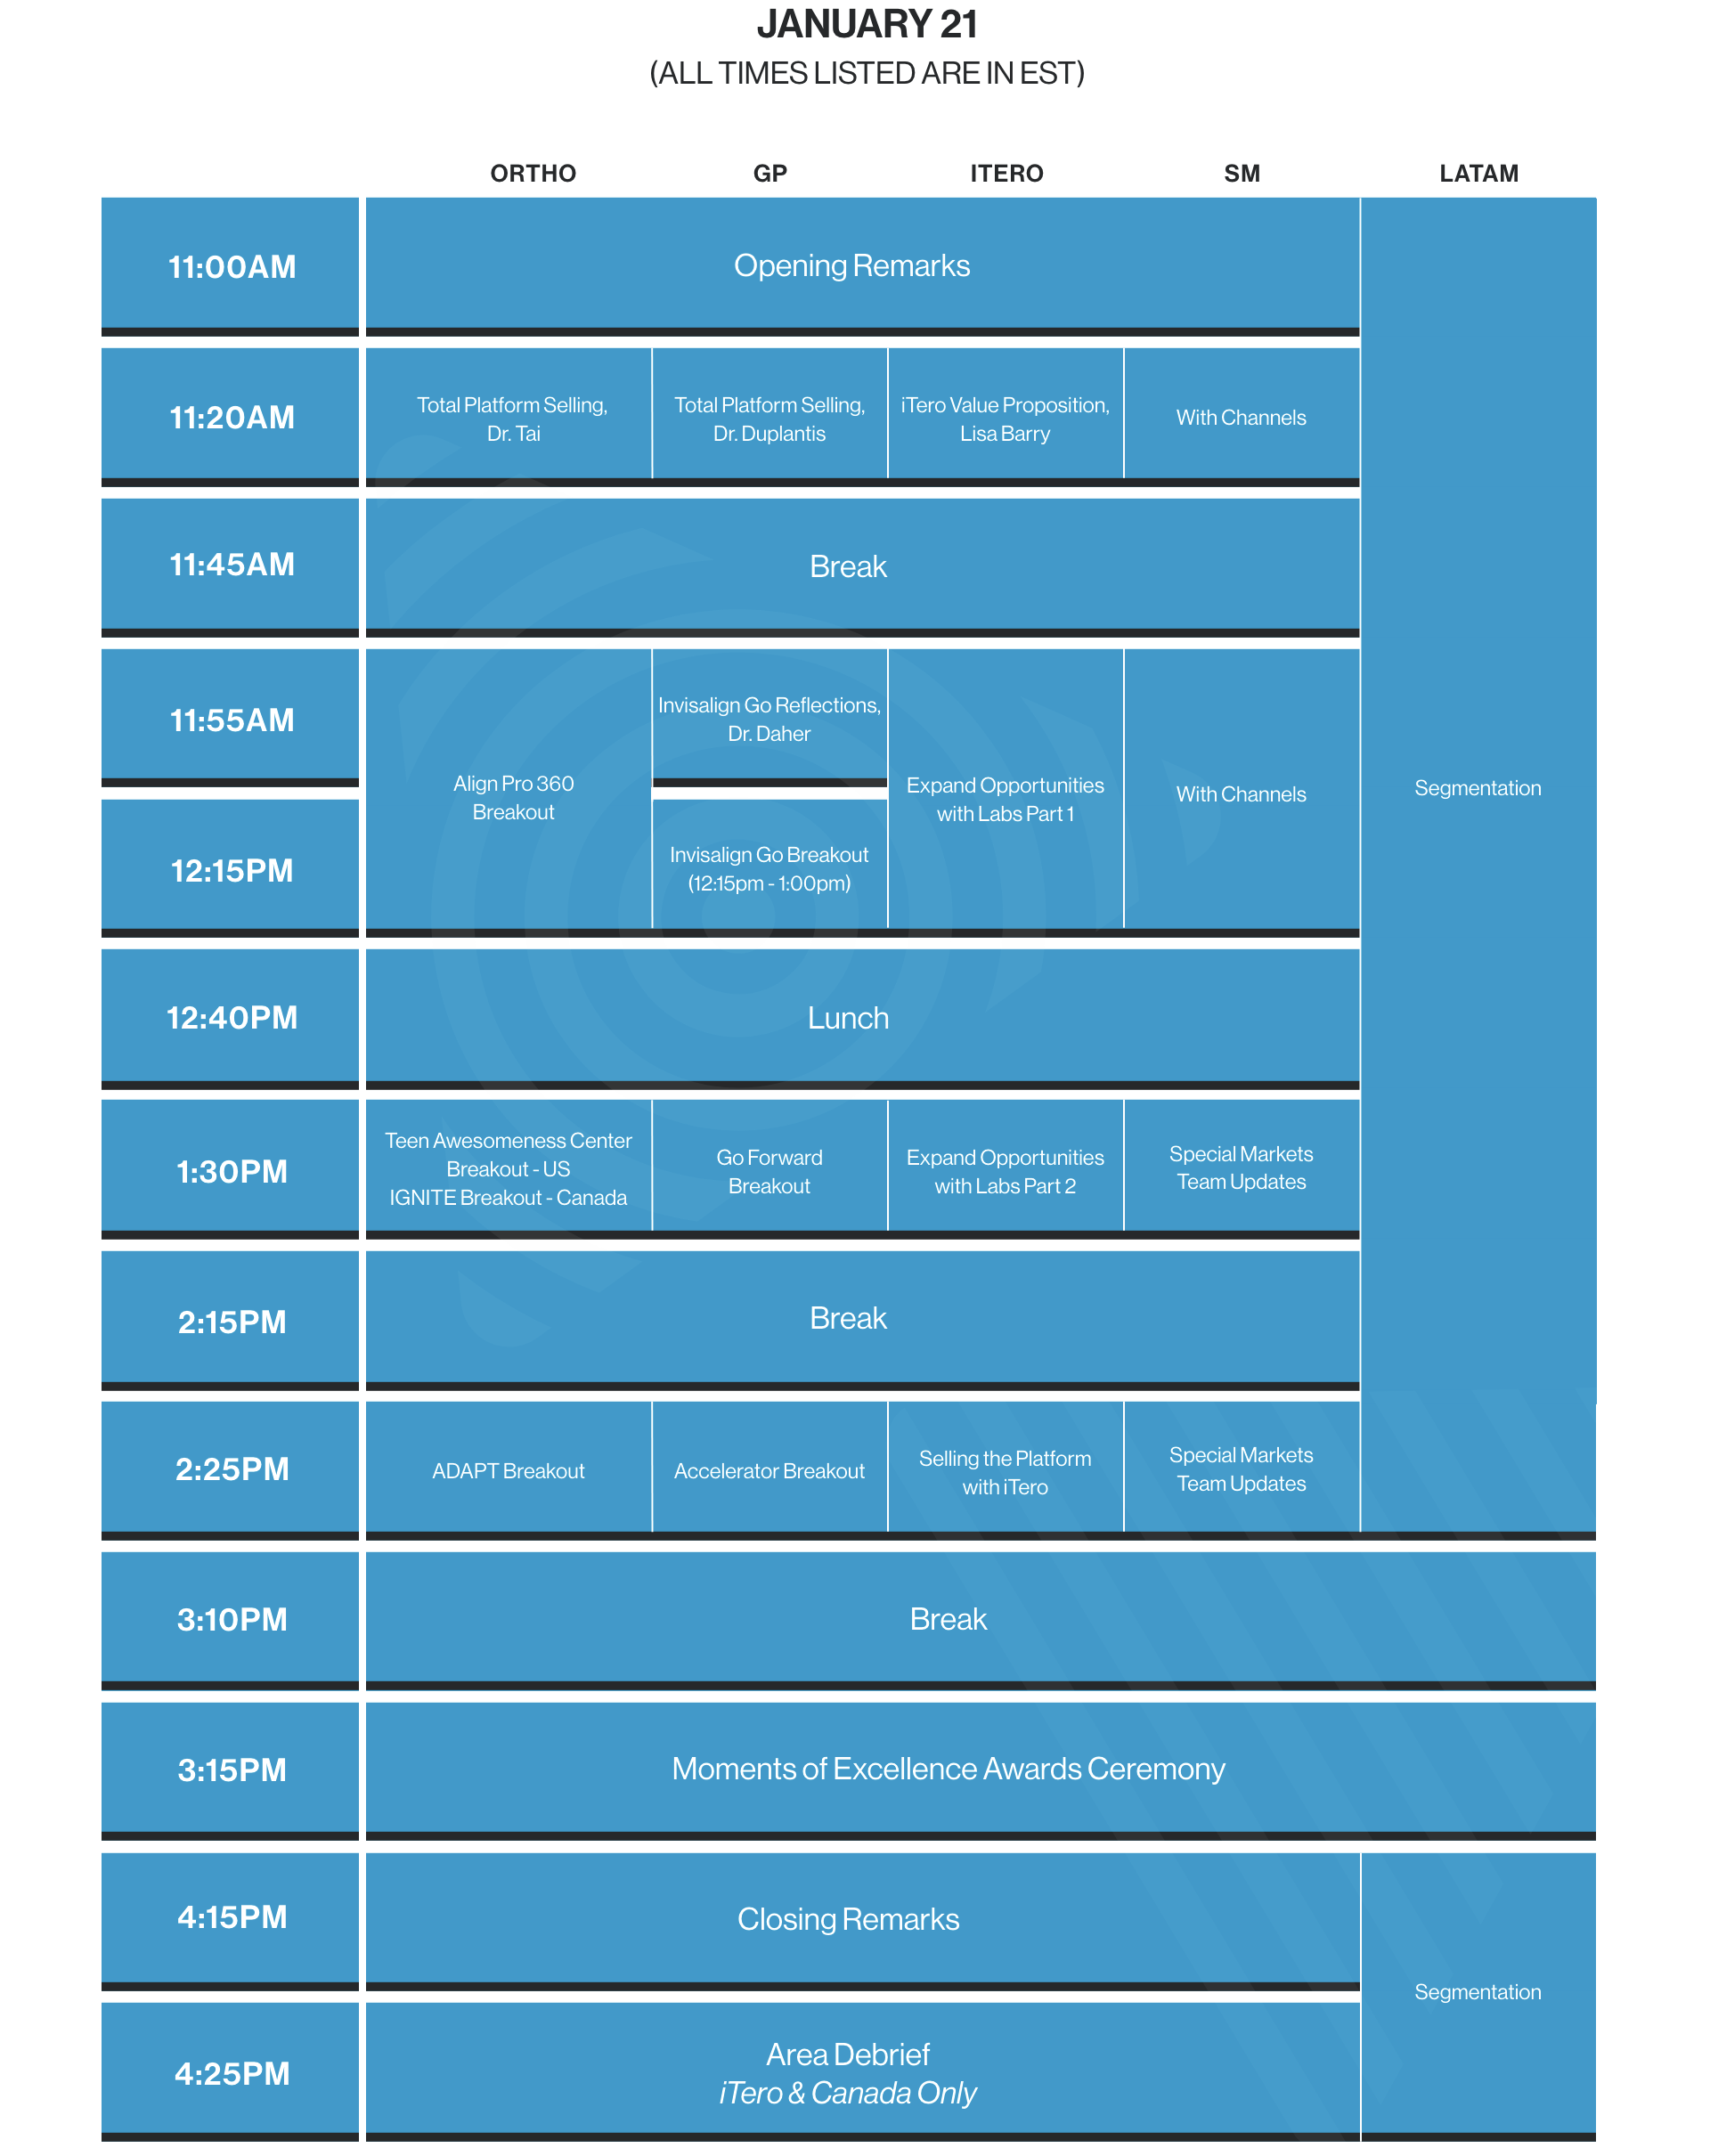 JANUARY 21
(ALL TIMES LISTED ARE IN EST)
ORTHO
GP
ITERO
SM
LATAM
11:00AM
Opening Remarks
11:20AM
Total Platform Selling,
Dr. Tai
Total Platform Selling,
Dr. Duplantis
iTero Value Proposition,
Lisa Barry
With Channels
11:45AM
Break
11:55AM
12:15PM
Align Pro 360
Breakout
Invisalign Go Reflections,
Dr. Daher
Invisalign Go Breakout
(12:15pm - 1:00pm)
Expand Opportunities
with Labs Part 1
With Channels
Segmentation
12:40PM
Lunch
1:30PM
Teen Awesomeness Center
Breakout - US
IGNITE Breakout - Canada
Go Forward
Breakout
Expand Opportunities
with Labs Part 2
Special Markets
Team Updates
2:15PM
Break
2:25PM
ADAPT Breakout
Accelerator Breakout
Selling the Platform
with iTero
Special Markets
Team Updates
3:10PM
Break
3:15PM
Moments of Excellence Awards Ceremony
4:15PM
Closing Remarks
Segmentation
4:25PM
Area Debrief
iTero & Canada Only